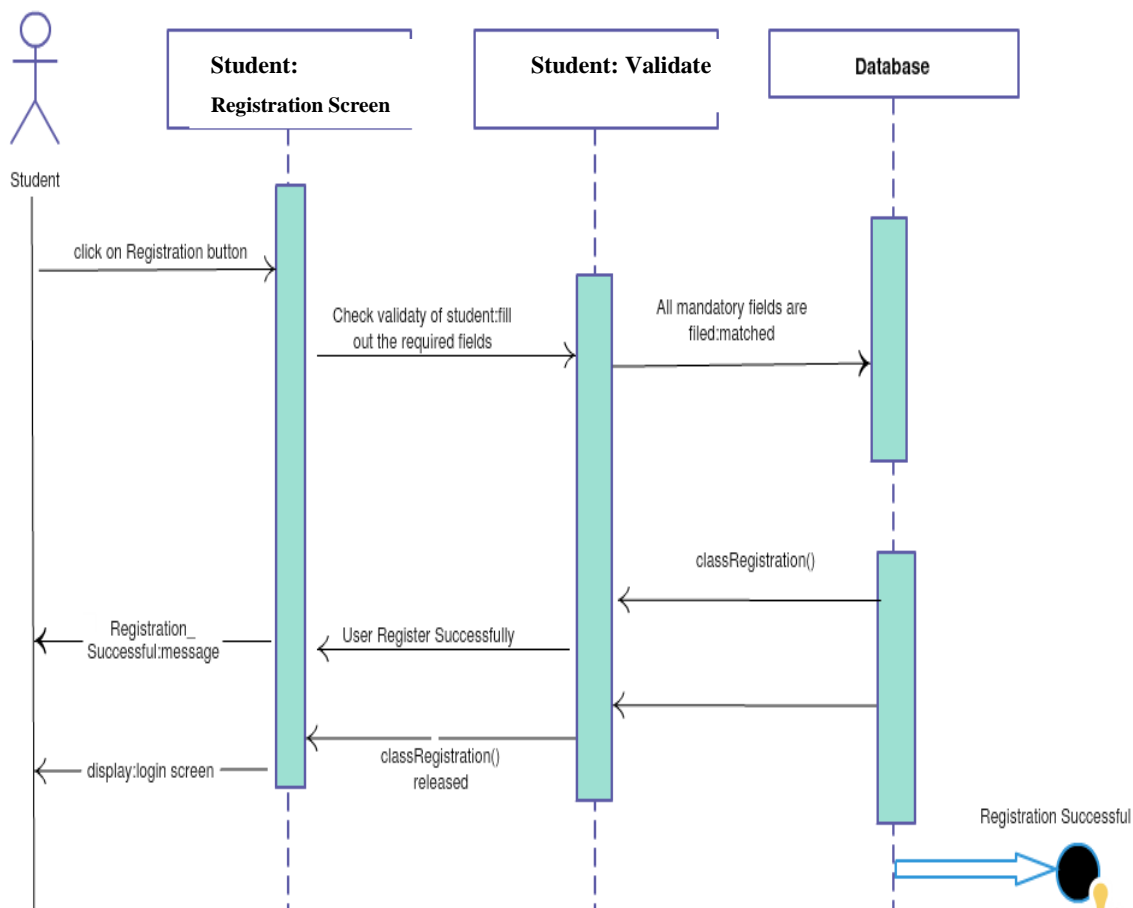 Student:
Registration Screen
Student: Validate
Database
Student
click on Registration button
Check validaty of student:fill
out the required fields
All mandatory fields are
filed:matched
classRegistration()
Registration_
Successful:message
User Register Successfully
classRegistration()
released
display:login screen
Registration Successful